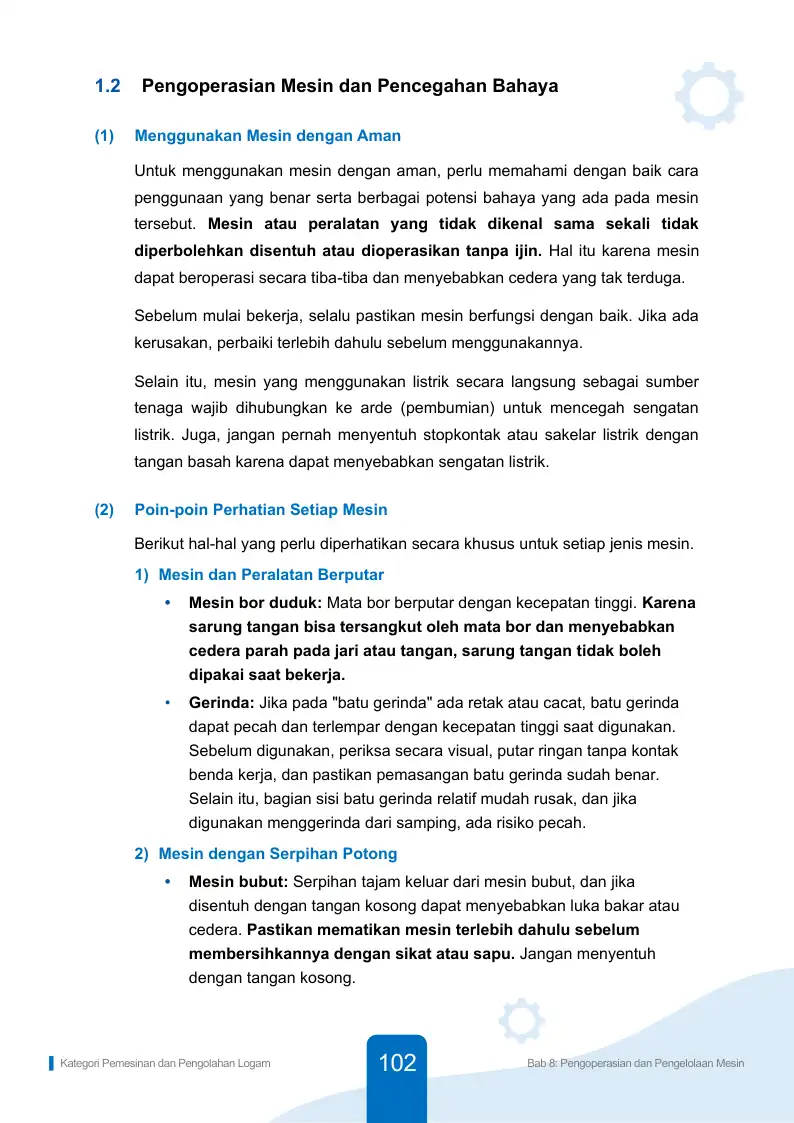 1.2 Pengoperasian Mesin dan Pencegahan Bahaya
(1) Menggunakan Mesin dengan Aman
Untuk menggunakan mesin dengan aman, perlu memahami dengan baik cara
penggunaan yang benar serta berbagai potensi bahaya yang ada pada mesin
tersebut. Mesin atau peralatan yang tidak dikenal sama sekali tidak
diperbolehkan disentuh atau dioperasikan tanpa ijin. Hal itu karena mesin
dapat beroperasi secara tiba-tiba dan menyebabkan cedera yang tak terduga.
Sebelum mulai bekerja, selalu pastikan mesin berfungsi dengan baik. Jika ada
kerusakan, perbaiki terlebih dahulu sebelum menggunakannya.
Selain itu, mesin yang menggunakan listrik secara langsung sebagai sumber
tenaga wajib dihubungkan ke arde (pembumian) untuk mencegah sengatan
listrik. Juga, jangan pernah menyentuh stopkontak atau sakelar listrik dengan
tangan basah karena dapat menyebabkan sengatan listrik.
(2) Poin-poin Perhatian Setiap Mesin
Berikut hal-hal yang perlu diperhatikan secara khusus untuk setiap jenis mesin.
1) Mesin dan Peralatan Berputar
• Mesin bor duduk: Mata bor berputar dengan kecepatan tinggi. Karena
sarung tangan bisa tersangkut oleh mata bor dan menyebabkan
cedera parah pada jari atau tangan, sarung tangan tidak boleh
dipakai saat bekerja.
• Gerinda: Jika pada "batu gerinda" ada retak atau cacat, batu gerinda
dapat pecah dan terlempar dengan kecepatan tinggi saat digunakan.
Sebelum digunakan, periksa secara visual, putar ringan tanpa kontak
benda kerja, dan pastikan pemasangan batu gerinda sudah benar.
Selain itu, bagian sisi batu gerinda relatif mudah rusak, dan jika
digunakan menggerinda dari samping, ada risiko pecah.
2) Mesin dengan Serpihan Potong
• Mesin bubut: Serpihan tajam keluar dari mesin bubut, dan jika
disentuh dengan tangan kosong dapat menyebabkan luka bakar atau
cedera. Pastikan mematikan mesin terlebih dahulu sebelum
membersihkannya dengan sikat atau sapu. Jangan menyentuh
dengan tangan kosong.
Kategori Pemesinan dan Pengolahan Logam
102
Bab 8: Pengoperasian dan Pengelolaan Mesin